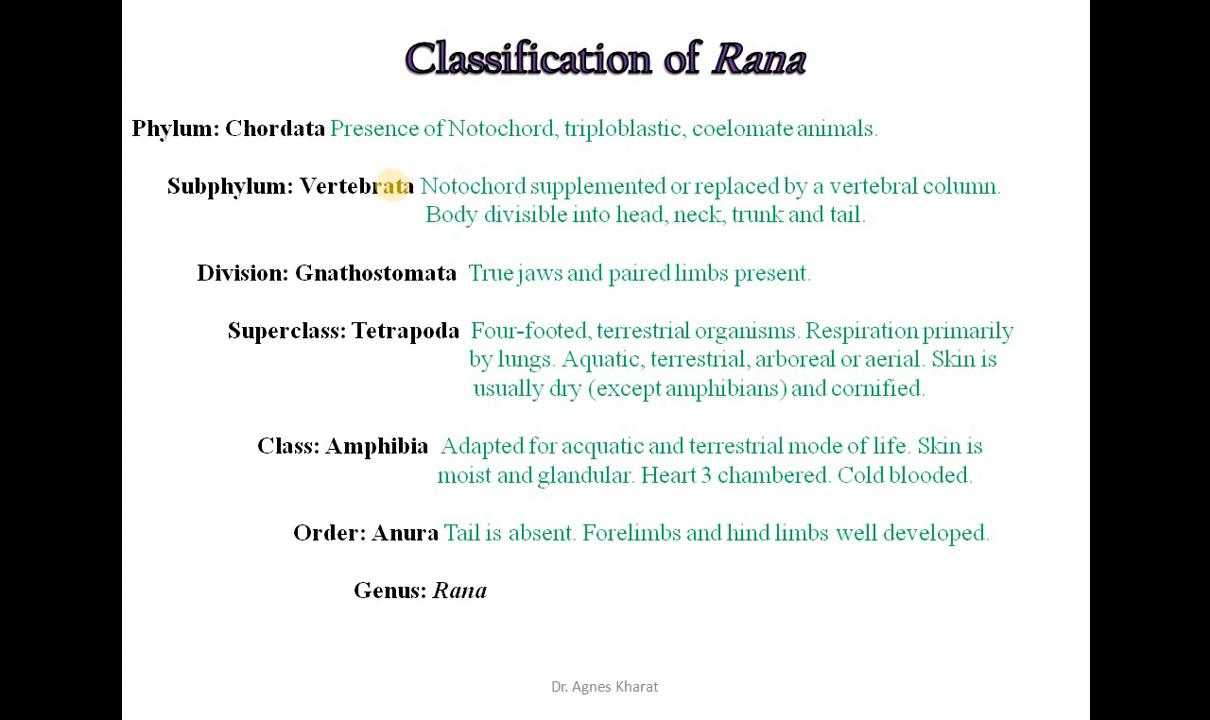 Classification of Rana
Phylum: Chordata Presence of Notochord, triploblastic, coelomate animals.
Subphylum: Vertebrata Notochord supplemented or replaced by a vertebral column.
Body divisible into head, neck, trunk and tail.
Division: Gnathostomata True jaws and paired limbs present.
Superclass: Tetrapoda Four-footed, terrestrial organisms. Respiration primarily
by lungs. Aquatic, terrestrial, arboreal or aerial. Skin is
usually dry (except amphibians) and cornified.
Class: Amphibia Adapted for acquatic and terrestrial mode of life. Skin is
moist and glandular. Heart 3 chambered. Cold blooded.
Order: Anura Tail is absent. Forelimbs and hind limbs well developed.
Genus: Rana
Dr. Agnes Kharat